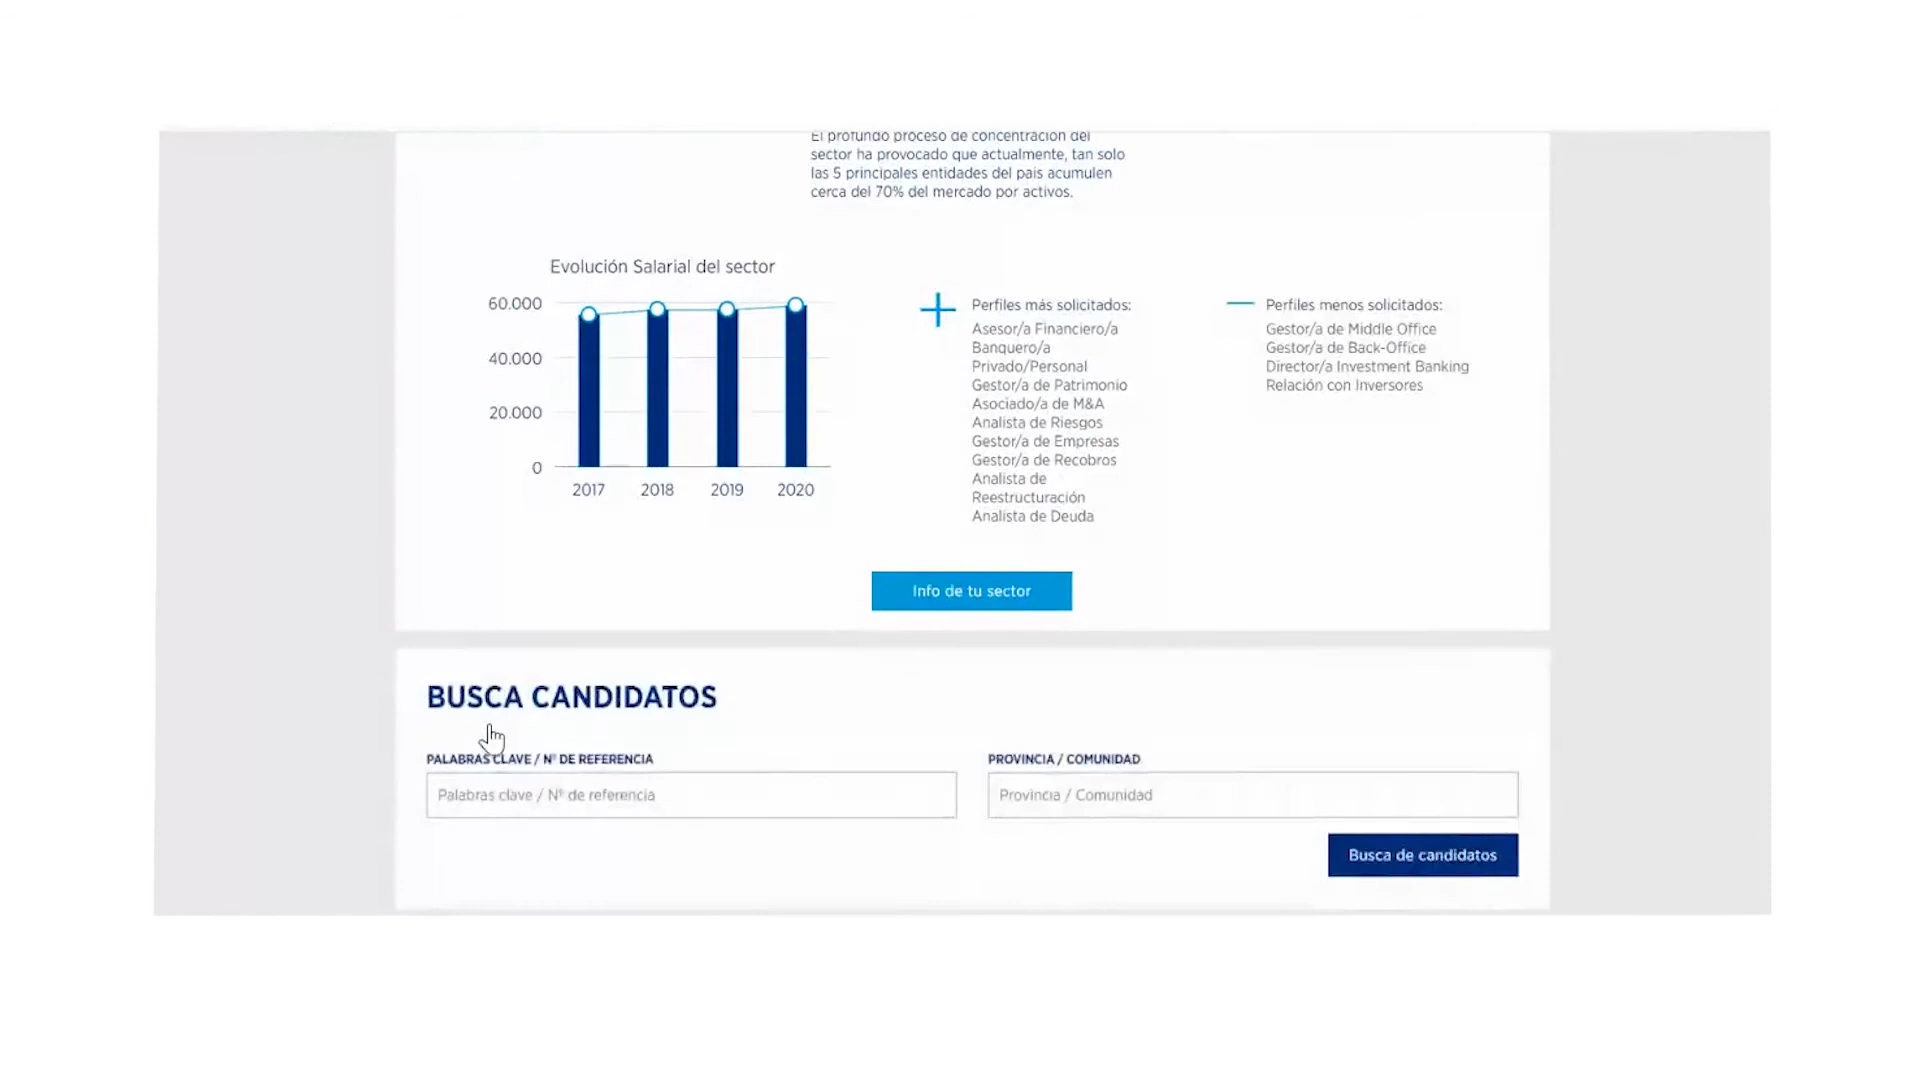 El profundo proceso de concentración del
sector ha provocado que actualmente, tan solo
las 5 principales entidades del país acumulen
cerca del 70% del mercado por activos.
Evolución Salarial del sector
60.000
40.000
20.000
0
2017 2018 2019 2020
Perfiles más solicitados:
Asesor/a Financiero/a
Banquero/a
Privado/Personal
Gestor/a de Patrimonio
Asociado/a de M&A
Analista de Riesgos
Gestor/a de Empresas
Gestor/a de Recobros
Analista de
Reestructuración
Analista de Deuda
Perfiles menos solicitados:
Gestor/a de Middle Office
Gestor/a de Back-Office
Director/a Investment Banking
Relación con Inversores
Info de tu sector
BUSCA CANDIDATOS
PALABRAS CLAVE / Nº DE REFERENCIA
Palabras clave / Nº de referencia
PROVINCIA / COMUNIDAD
Provincia / Comunidad
Busca de candidatos